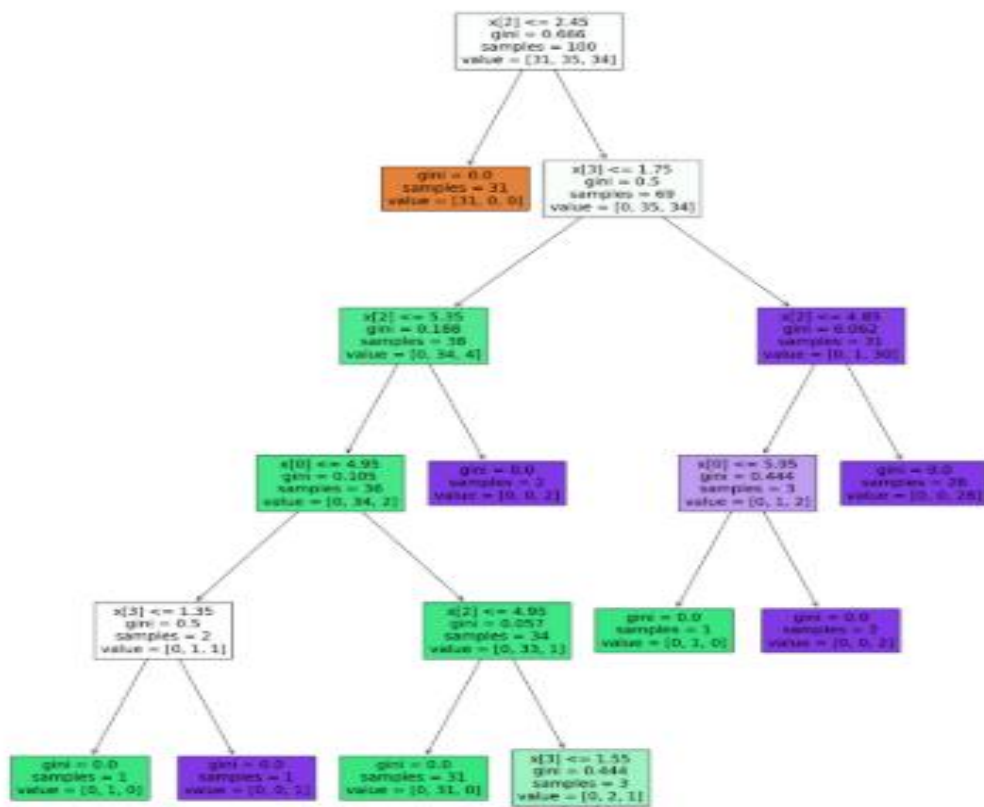 x[2] <= 2.45
gini = 0.666
samples = 100
value = [31, 35, 34]
gini = 0.0
samples = 31
value = [31, 0, 0]
x[3] <= 1.75
gini = 0.5
samples = 69
value = [0, 35, 34]
x[2] <= 5.35
gini = 0.188
samples = 38
value = [0, 34, 4]
x[2] <= 4.85
gini = 0.062
samples = 31
value = [0, 1, 30]
x[0] <= 4.95
gini = 0.105
samples = 36
value = [0, 34, 2]
gini = 0.0
samples = 2
value = [0, 0, 2]
x[0] <= 5.95
gini = 0.444
samples = 3
value = [0, 1, 2]
gini = 0.0
samples = 28
value = [0, 0, 28]
x[3] <= 1.35
gini = 0.5
samples = 2
value = [0, 1, 1]
x[2] <= 4.95
gini = 0.057
samples = 34
value = [0, 33, 1]
gini = 0.0
samples = 1
value = [0, 1, 0]
gini = 0.0
samples = 2
value = [0, 0, 2]
gini = 0.0
samples = 1
value = [0, 1, 0]
gini = 0.0
samples = 1
value = [0, 0, 1]
gini = 0.0
samples = 31
value = [0, 31, 0]
x[3] <= 1.55
gini = 0.444
samples = 3
value = [0, 2, 1]